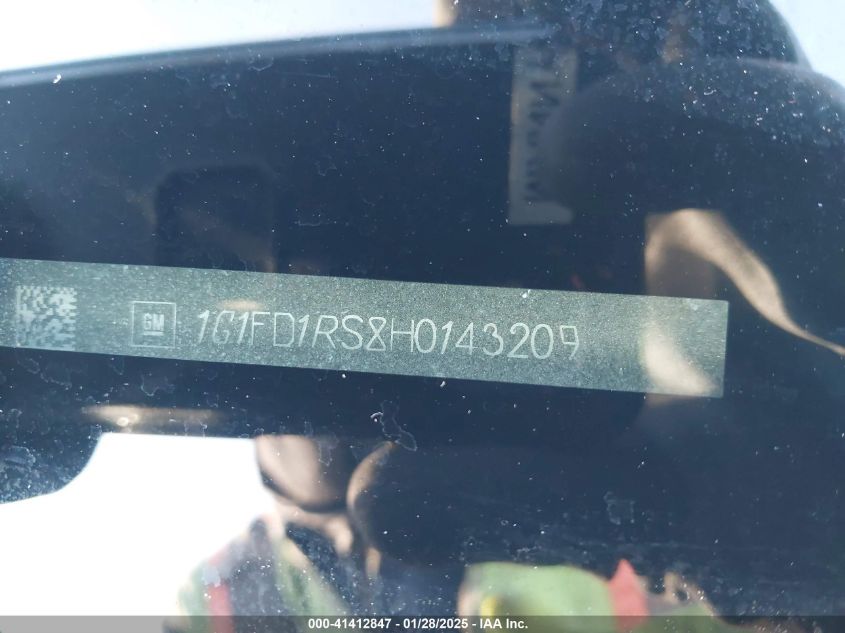 GM 1G1FD1RS8H0143209
000-41412847 | 01/28/2025 | IAA Inc.